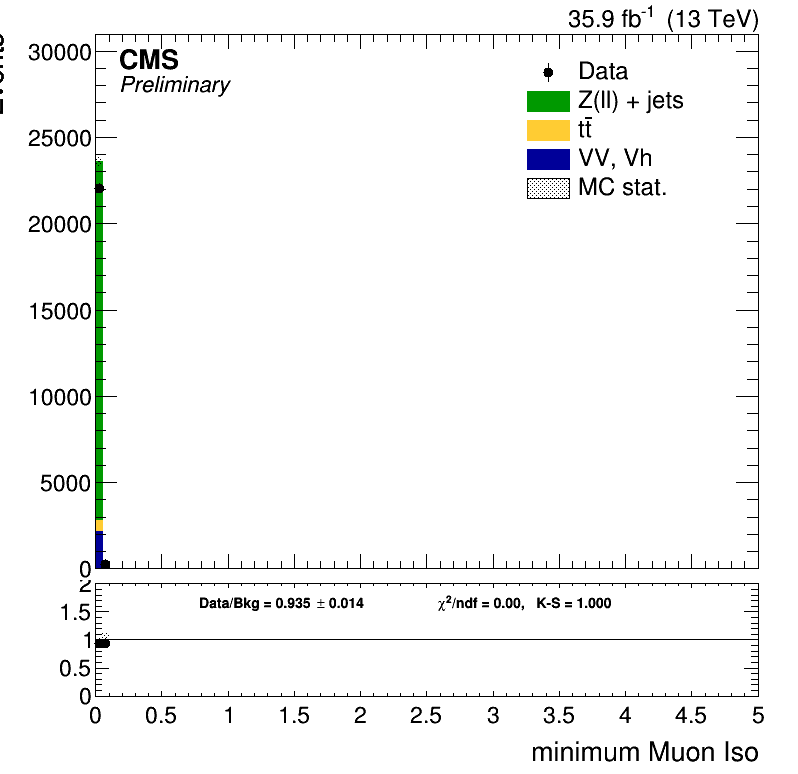 35.9 fb⁻¹ (13 TeV)
Events
30000
CMS
Preliminary
Data
Z(ll) + jets
tt̄
VV, Vh
MC stat.
25000
20000
15000
10000
5000
0
2
Data/Bkg = 0.935 ± 0.014
χ²/ndf = 0.00, K-S = 1.000
1.5
1
0.5
0
0 0.5 1 1.5 2 2.5 3 3.5 4 4.5 5
minimum Muon Iso